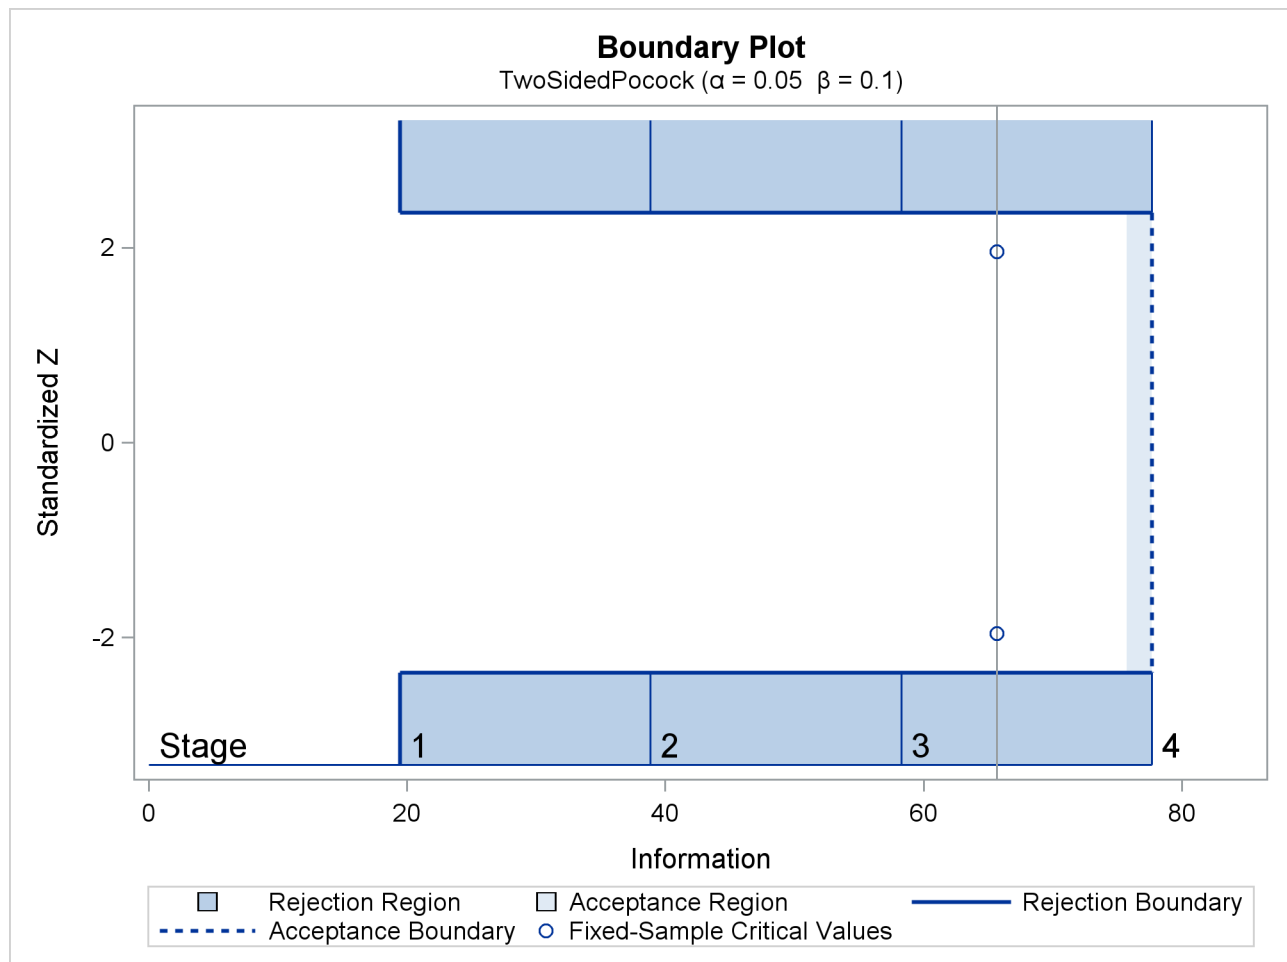 Boundary Plot
TwoSidedPocock (α = 0.05 β = 0.1)
Standardized Z
2
0
-2
Stage 1 2 3 4
0 20 40 60 80
Information
Rejection Region Acceptance Region Rejection Boundary
Acceptance Boundary Fixed-Sample Critical Values